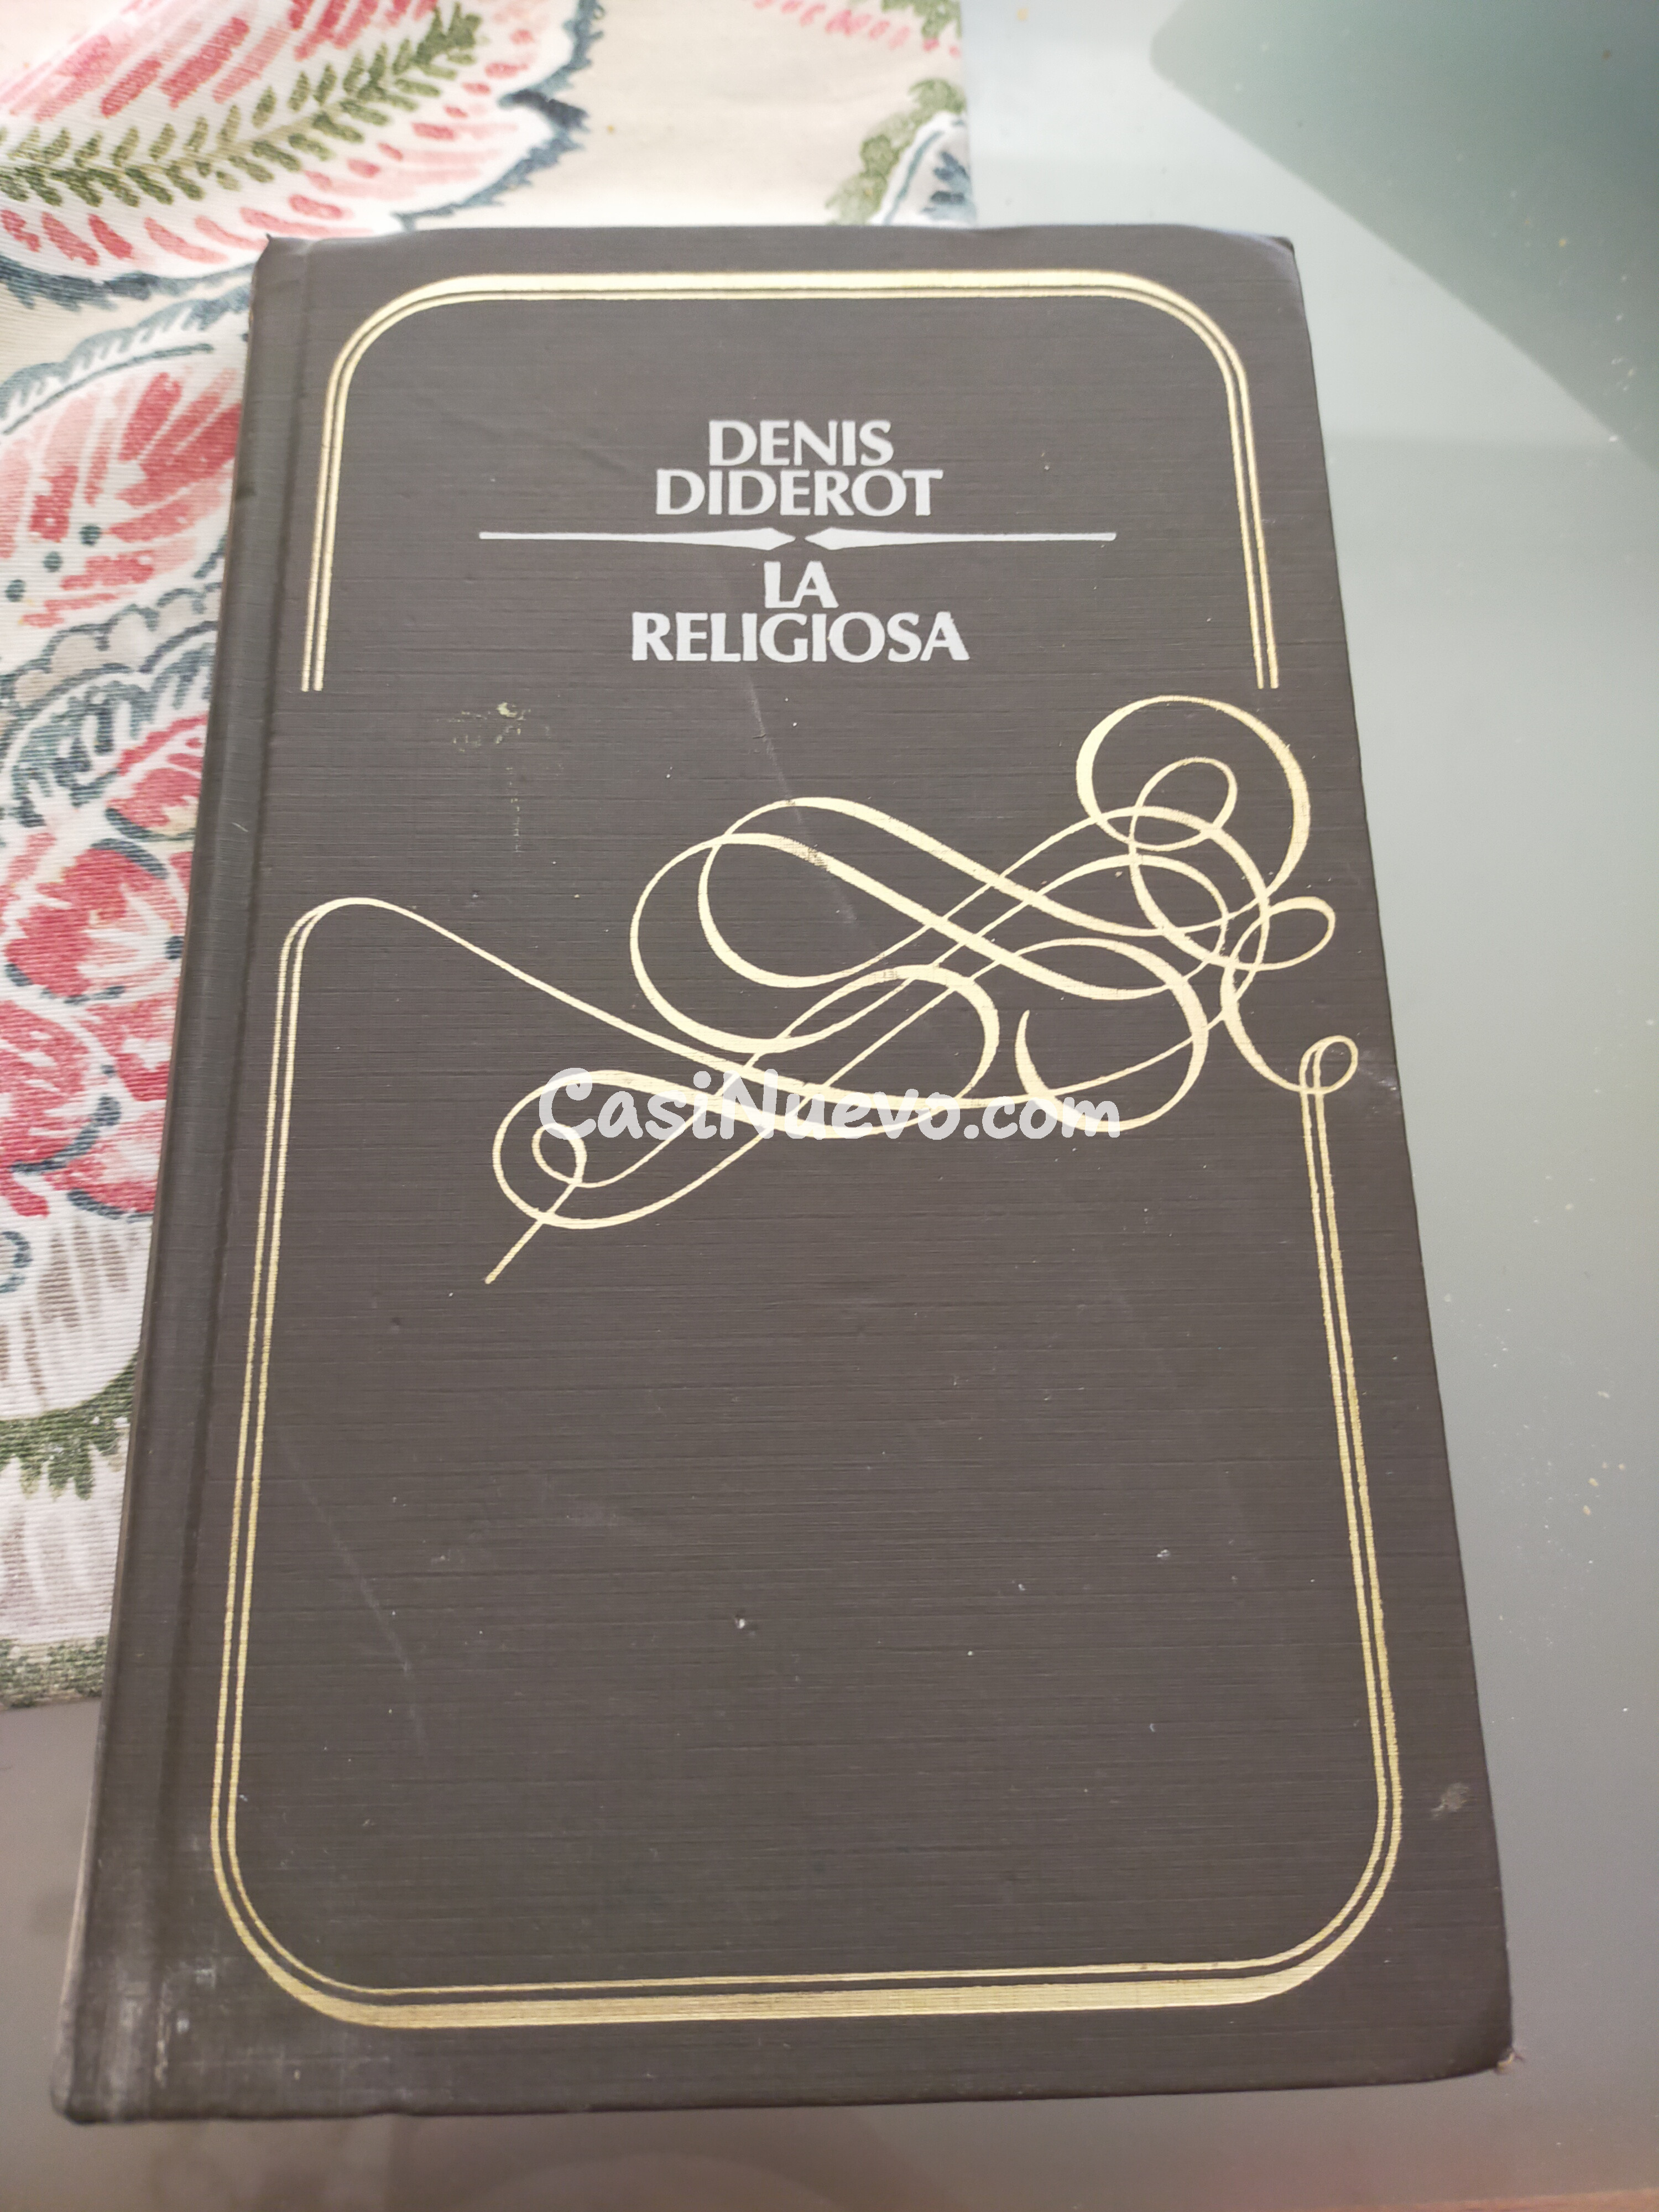 DENIS
DIDEROT
LA
RELIGIOSA
CasiNuevo.com